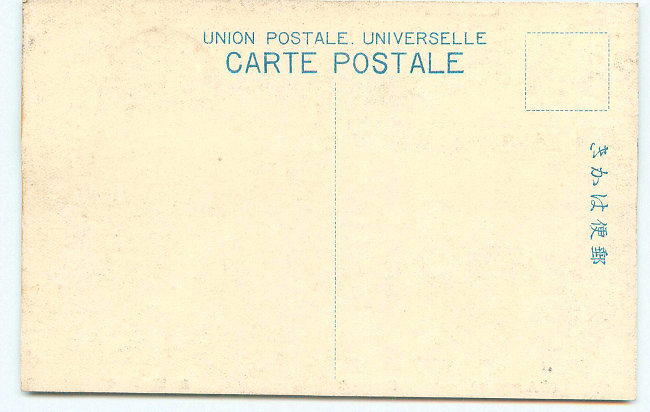 UNION POSTALE. UNIVERSELLE
CARTE POSTALE
郵便はかき